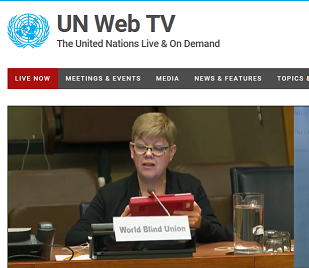 UN Web TV
The United Nations Live & On Demand
LIVE NOW MEETINGS & EVENTS MEDIA NEWS & FEATURES TOPICS &
World Blind Union